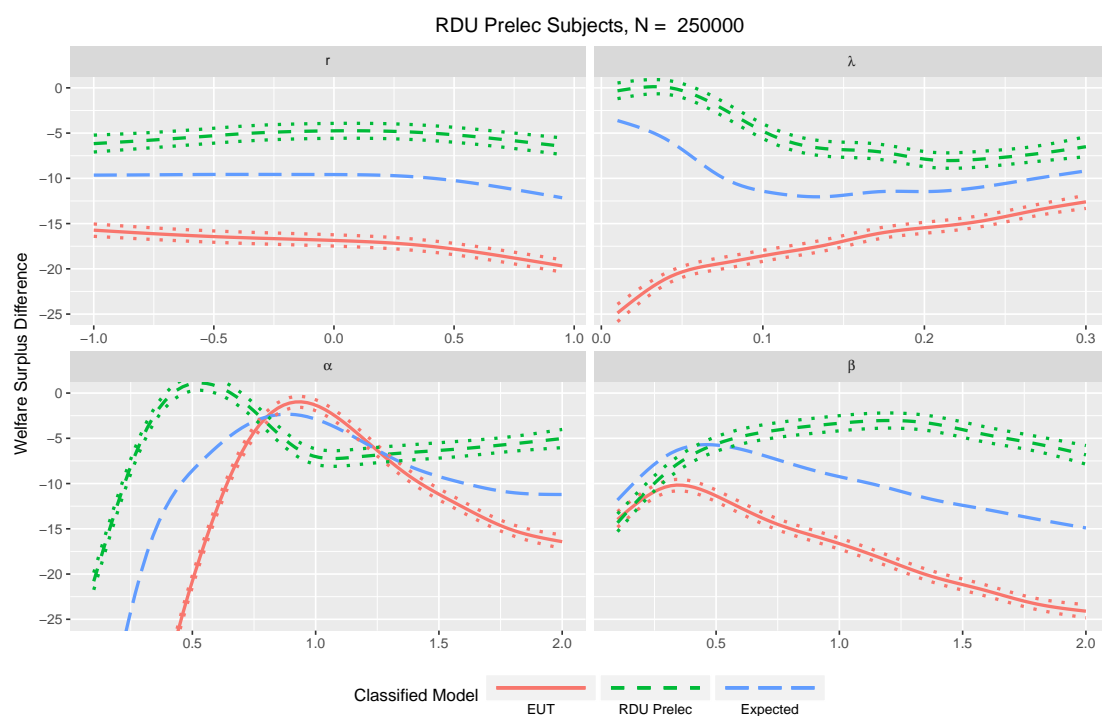 RDU Prelec Subjects, N = 250000
r
λ
0
−5
−10
−15
−20
−25
−1.0 −0.5 0.0 0.5 1.0
0.0 0.1 0.2 0.3
α
β
0
−5
−10
−15
−20
−25
0.5 1.0 1.5 2.0
0.5 1.0 1.5 2.0
Welfare Surplus Difference
Classified Model
EUT RDU Prelec Expected